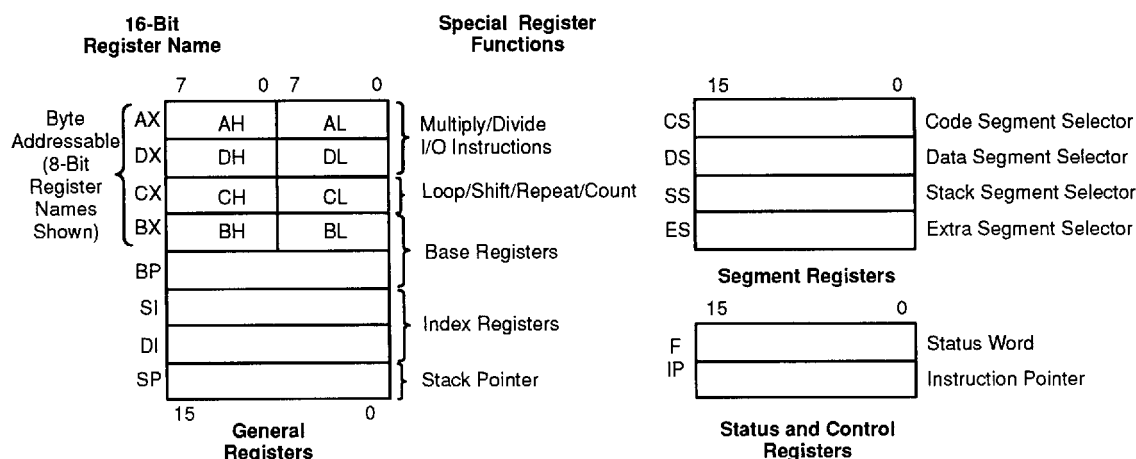 16-Bit
Register Name
Special Register
Functions
7 0 7 0
Byte
Addressable
(8-Bit
Register
Names
Shown)
AX AH AL
DX DH DL
CX CH CL
BX BH BL
BP
SI
DI
SP
15 0
General
Registers
Multiply/Divide
I/O Instructions
Loop/Shift/Repeat/Count
Base Registers
Index Registers
Stack Pointer
15 0
CS Code Segment Selector
DS Data Segment Selector
SS Stack Segment Selector
ES Extra Segment Selector
Segment Registers
15 0
F Status Word
IP Instruction Pointer
Status and Control
Registers